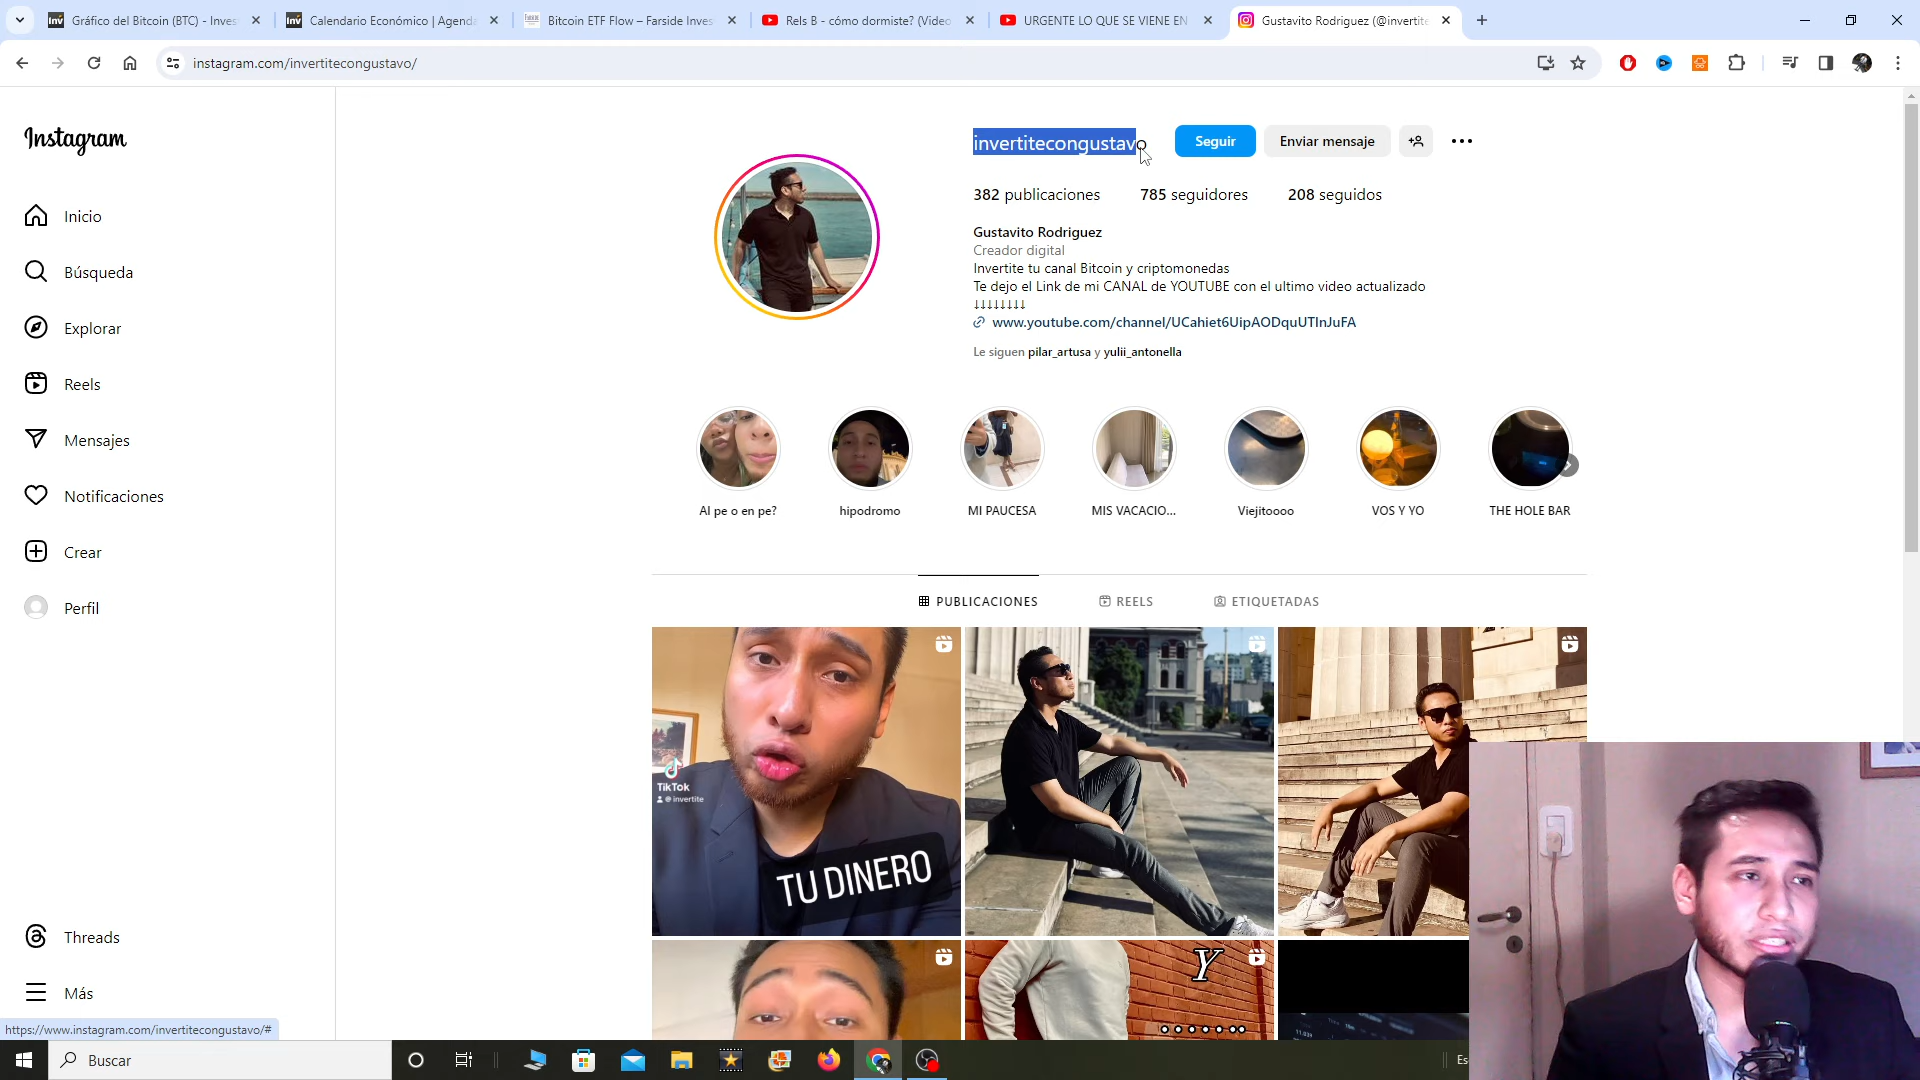 Gráfico del Bitcoin (BTC) - Inves
Calendario Económico | Agenda
Bitcoin ETF Flow – Farside Inves
Rels B - cómo dormiste? (Video
URGENTE LO QUE SE VIENE EN
Gustavito Rodriguez (@invertite
instagram.com/invertitecongustavo/
Instagram
Inicio
Búsqueda
Explorar
Reels
Mensajes
Notificaciones
Crear
Perfil
Threads
Más
https://www.instagram.com/invertitecongustavo/#
invertitecongustavo
Seguir
Enviar mensaje
382 publicaciones
785 seguidores
208 seguidos
Gustavito Rodriguez
Creador digital
Invertite tu canal Bitcoin y criptomonedas
Te dejo el Link de mi CANAL de YOUTUBE con el ultimo video actualizado
↓↓↓↓↓↓↓↓
www.youtube.com/channel/UCahiet6UipAODquUTInJuFA
Le siguen pilar_artusa y yulii_antonella
Al pe o en pe?
hipodromo
MI PAUCESA
MIS VACACIO...
Viejitoooo
VOS Y YO
THE HOLE BAR
PUBLICACIONES
REELS
ETIQUETADAS
TikTok
@ invertite
TU DINERO
Y
Buscar
Es